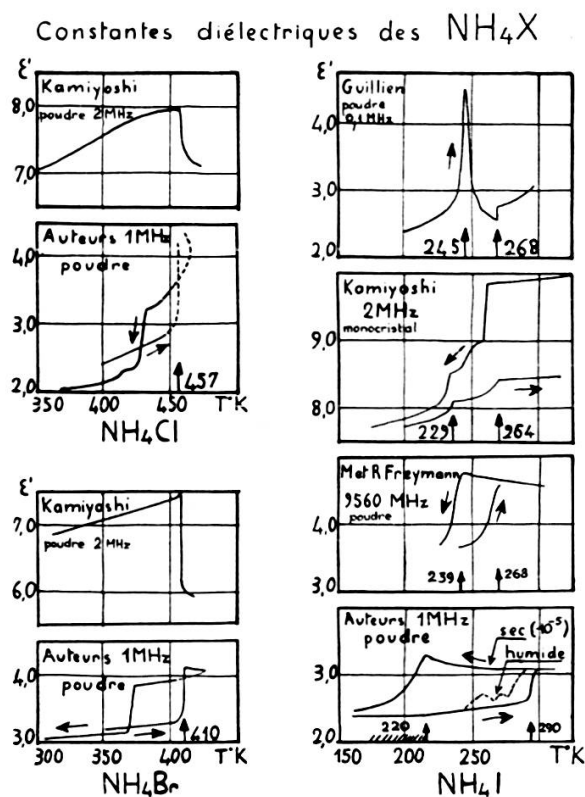 Constantes diélectriques des NH₄X
ε'
Kamiyoshi
poudre 2MHz
8,0
7,0
Auteurs 1MHz
poudre
4,0
3,0
2,0
457
350
400
450
T°K
NH₄Cl
ε'
Kamiyoshi
poudre 2 MHz
7,0
6,0
Auteurs 1MHz
poudre
4,0
3,0
410
300
350
400
T°K
NH₄Br
ε'
Guillien
poudre
0,1MHz
4,0
3,0
2,0
245
268
Kamiyoshi
2MHz
monocristal
9,0
8,0
229
264
M et R Freymann
9560 MHz
poudre
4,0
3,0
239
268
Auteurs 1MHz
poudre
sec (10⁻⁵)
humide
3,0
2,0
220
290
150
200
250
T°K
NH₄I